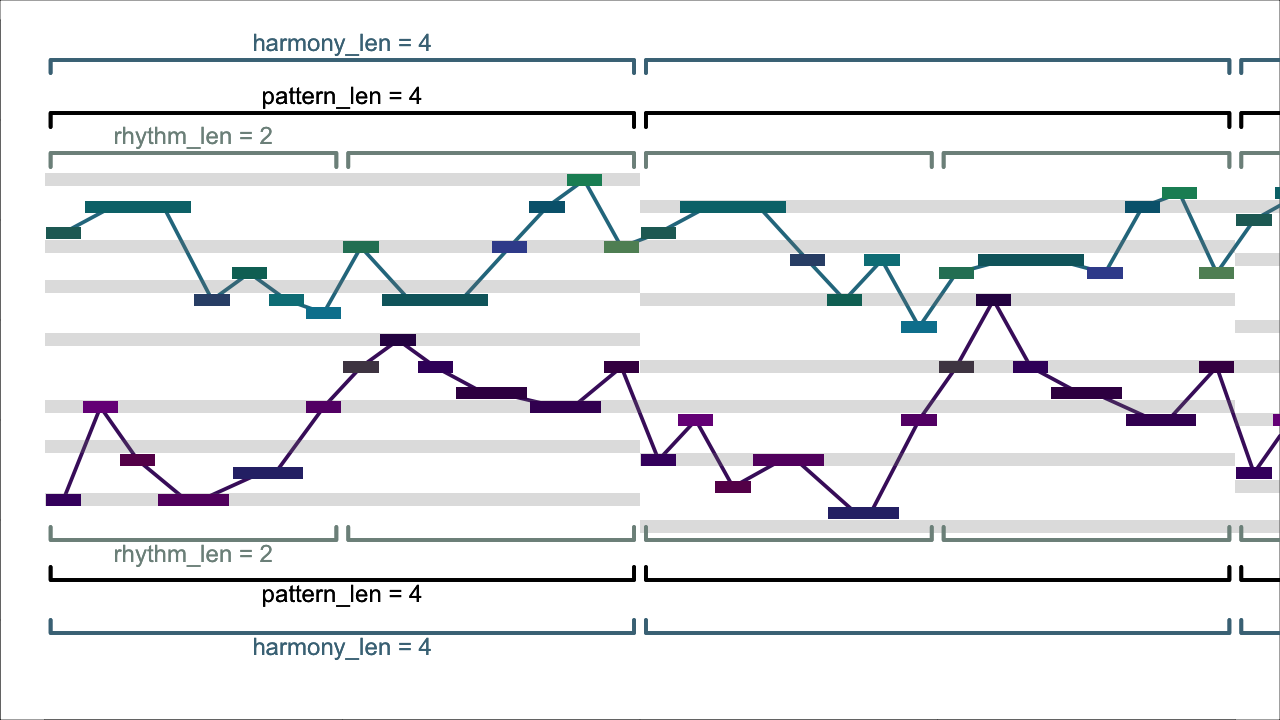 harmony_len = 4
pattern_len = 4
rhythm_len = 2
rhythm_len = 2
pattern_len = 4
harmony_len = 4